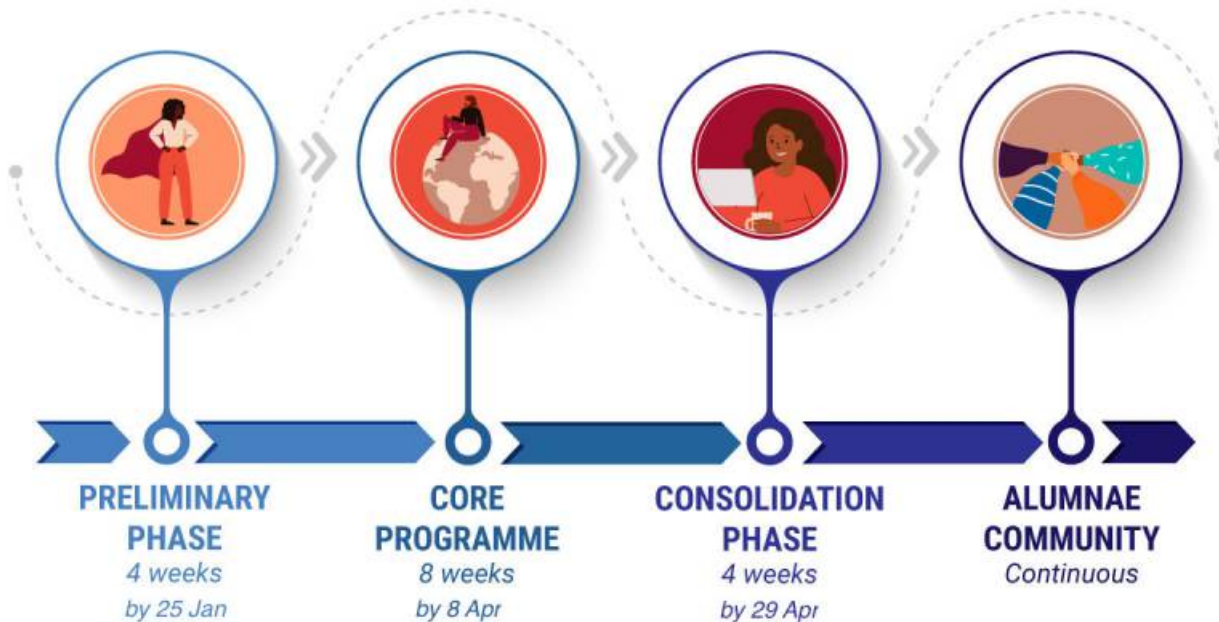 PRELIMINARY
PHASE
4 weeks
by 25 Jan
CORE
PROGRAMME
8 weeks
by 8 Apr
CONSOLIDATION
PHASE
4 weeks
by 29 Apr
ALUMNAE
COMMUNITY
Continuous